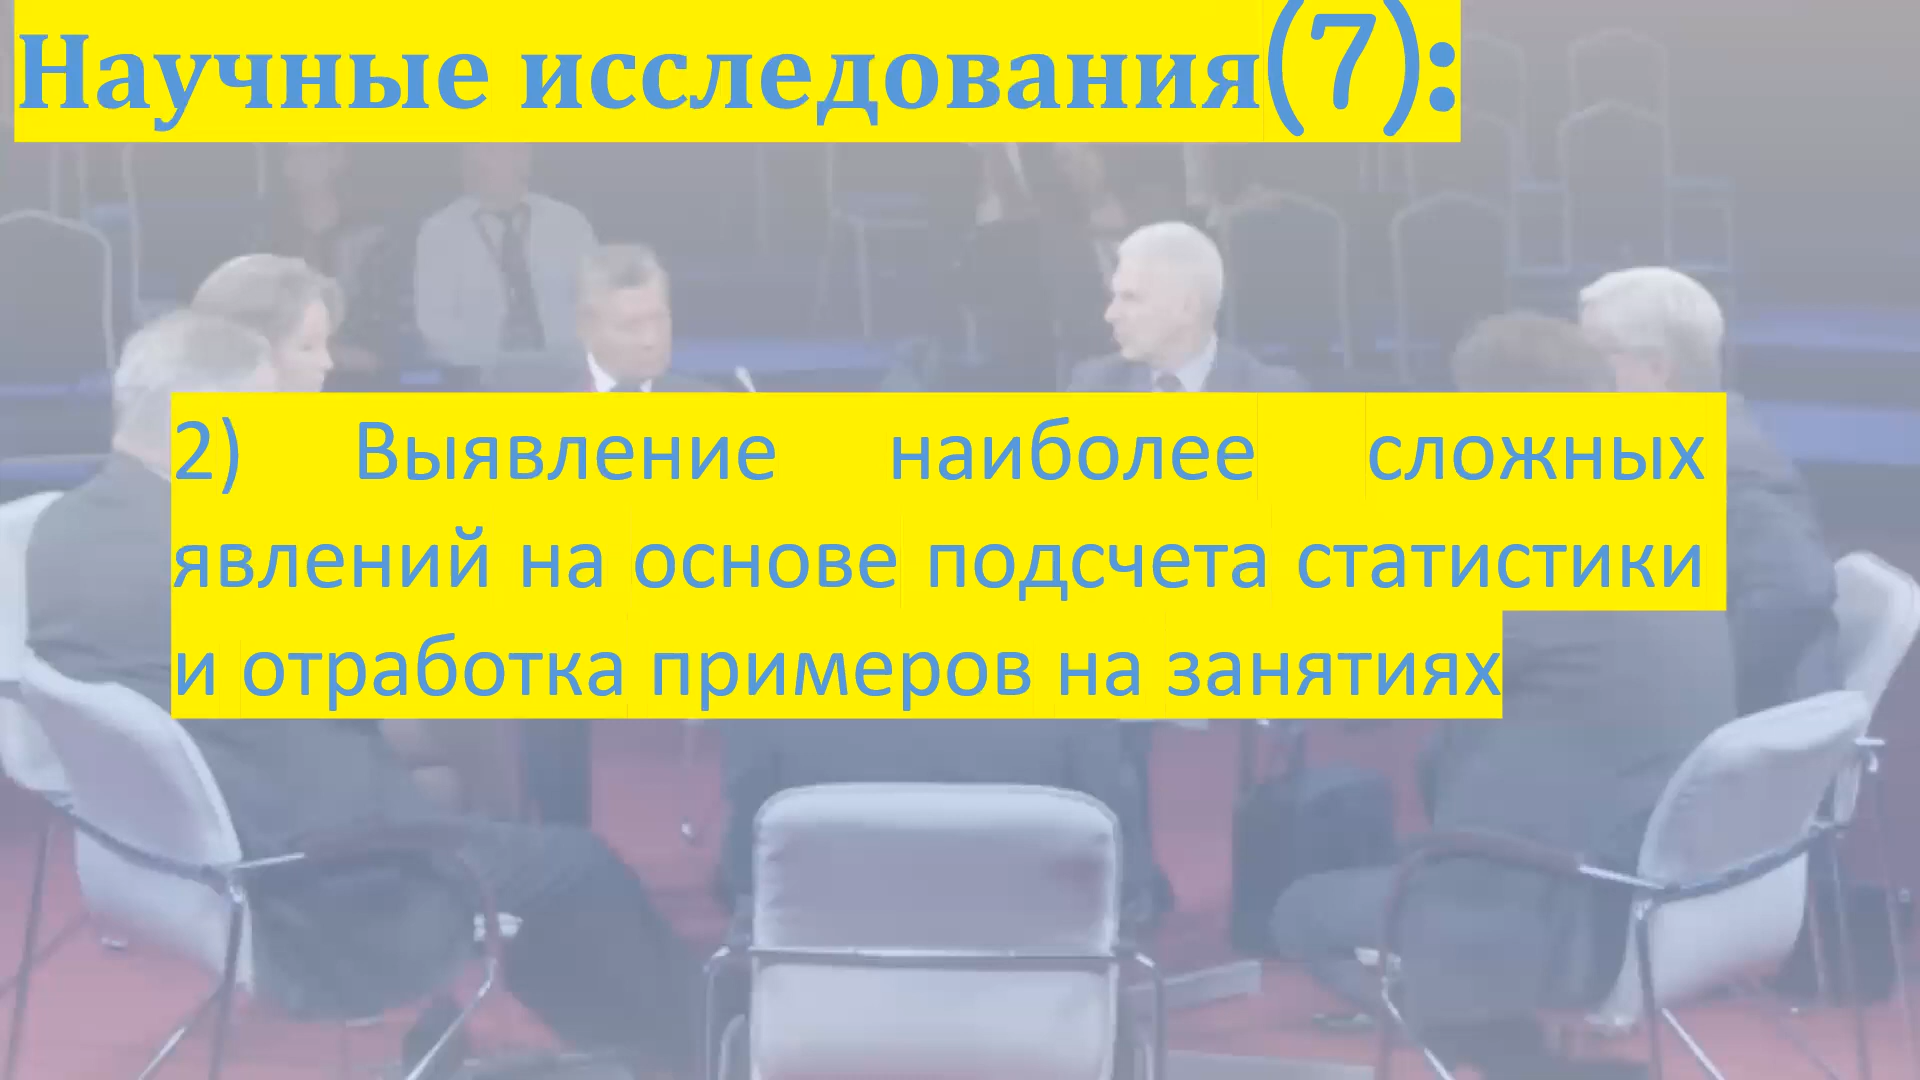 Научные исследования(7):
2) Выявление наиболее сложных
явлений на основе подсчета статистики
и отработка примеров на занятиях